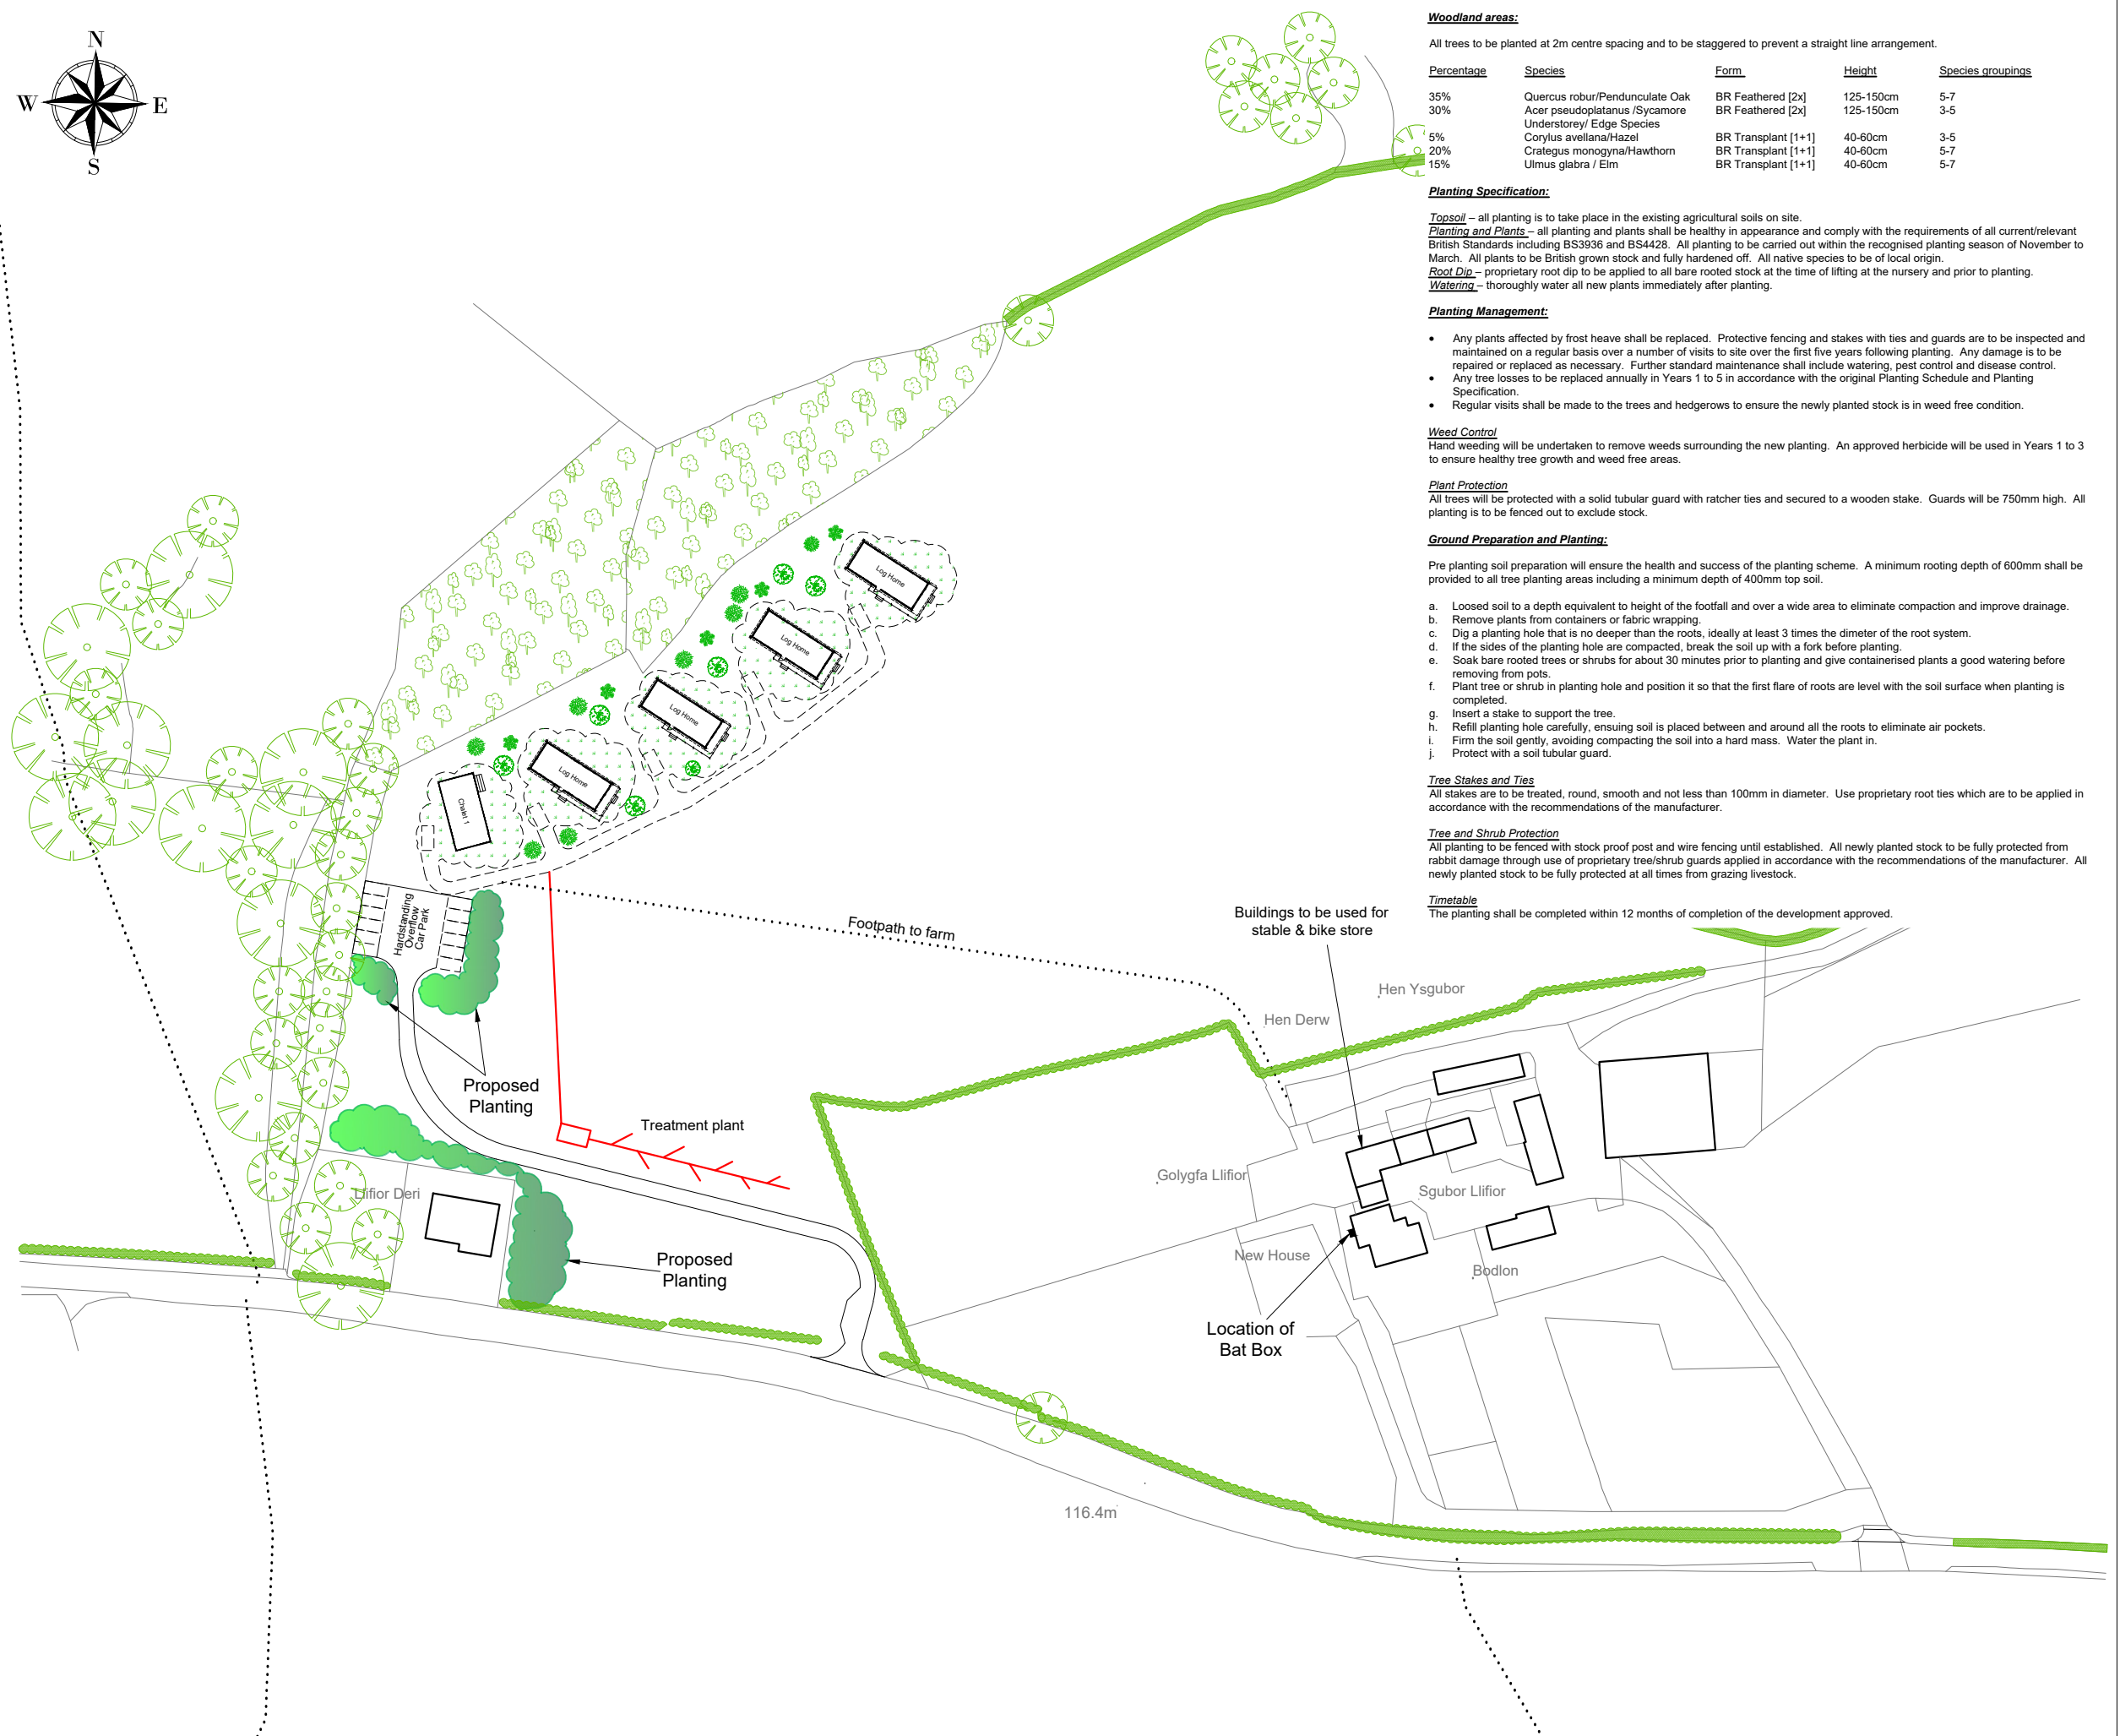 N
W E
S
Woodland areas:
All trees to be planted at 2m centre spacing and to be staggered to prevent a straight line arrangement.
Percentage Species Form Height Species groupings
35% Quercus robur/Pendunculate Oak BR Feathered [2x] 125-150cm 5-7
30% Acer pseudoplatanus /Sycamore BR Feathered [2x] 125-150cm 3-5
Understorey/ Edge Species
5% Corylus avellana/Hazel BR Transplant [1+1] 40-60cm 3-5
20% Crategus monogyna/Hawthorn BR Transplant [1+1] 40-60cm 5-7
15% Ulmus glabra / Elm BR Transplant [1+1] 40-60cm 5-7
Planting Specification:
Topsoil – all planting is to take place in the existing agricultural soils on site.
Planting and Plants – all planting and plants shall be healthy in appearance and comply with the requirements of all current/relevant
British Standards including BS3936 and BS4428. All planting to be carried out within the recognised planting season of November to
March. All plants to be British grown stock and fully hardened off. All native species to be of local origin.
Root Dip – proprietary root dip to be applied to all bare rooted stock at the time of lifting at the nursery and prior to planting.
Watering – thoroughly water all new plants immediately after planting.
Planting Management:
• Any plants affected by frost heave shall be replaced. Protective fencing and stakes with ties and guards are to be inspected and
maintained on a regular basis over a number of visits to site over the first five years following planting. Any damage is to be
repaired or replaced as necessary. Further standard maintenance shall include watering, pest control and disease control.
• Any tree losses to be replaced annually in Years 1 to 5 in accordance with the original Planting Schedule and Planting
Specification.
• Regular visits shall be made to the trees and hedgerows to ensure the newly planted stock is in weed free condition.
Weed Control
Hand weeding will be undertaken to remove weeds surrounding the new planting. An approved herbicide will be used in Years 1 to 3
to ensure healthy tree growth and weed free areas.
Plant Protection
All trees will be protected with a solid tubular guard with ratcher ties and secured to a wooden stake. Guards will be 750mm high. All
planting is to be fenced out to exclude stock.
Ground Preparation and Planting:
Pre planting soil preparation will ensure the health and success of the planting scheme. A minimum rooting depth of 600mm shall be
provided to all tree planting areas including a minimum depth of 400mm top soil.
a. Loosed soil to a depth equivalent to height of the footfall and over a wide area to eliminate compaction and improve drainage.
b. Remove plants from containers or fabric wrapping.
c. Dig a planting hole that is no deeper than the roots, ideally at least 3 times the dimeter of the root system.
d. If the sides of the planting hole are compacted, break the soil up with a fork before planting.
e. Soak bare rooted trees or shrubs for about 30 minutes prior to planting and give containerised plants a good watering before
removing from pots.
f. Plant tree or shrub in planting hole and position it so that the first flare of roots are level with the soil surface when planting is
completed.
g. Insert a stake to support the tree.
h. Refill planting hole carefully, ensuing soil is placed between and around all the roots to eliminate air pockets.
i. Firm the soil gently, avoiding compacting the soil into a hard mass. Water the plant in.
j. Protect with a soil tubular guard.
Tree Stakes and Ties
All stakes are to be treated, round, smooth and not less than 100mm in diameter. Use proprietary root ties which are to be applied in
accordance with the recommendations of the manufacturer.
Tree and Shrub Protection
All planting to be fenced with stock proof post and wire fencing until established. All newly planted stock to be fully protected from
rabbit damage through use of proprietary tree/shrub guards applied in accordance with the recommendations of the manufacturer. All
newly planted stock to be fully protected at all times from grazing livestock.
Timetable
The planting shall be completed within 12 months of completion of the development approved.
Log Home
Log Home
Log Home
Log Home
Chalet 1
Hardstanding
Overflow
Car Park
Footpath to farm
Buildings to be used for
stable & bike store
Hen Ysgubor
Hen Derw
Proposed
Planting
Treatment plant
Golygfa Llifior
Sgubor Llifior
Llifior Deri
New House
Bodlon
Proposed
Planting
Location of
Bat Box
116.4m